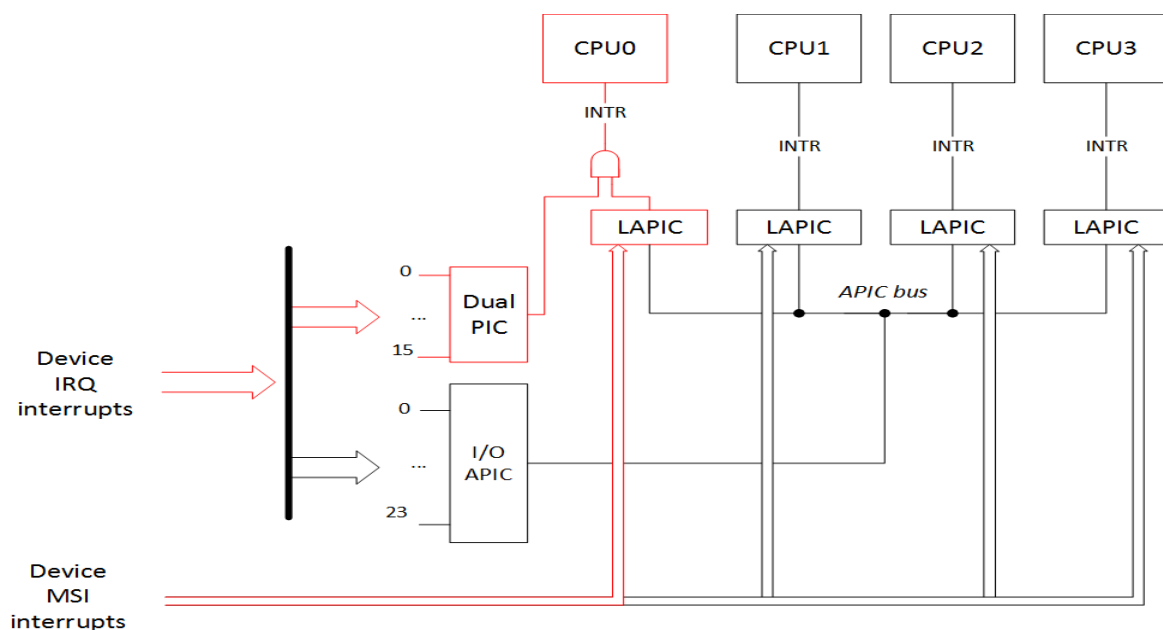 CPU0
CPU1
CPU2
CPU3
INTR
INTR
INTR
INTR
LAPIC
LAPIC
LAPIC
LAPIC
0
...
15
Dual
PIC
APIC bus
Device
IRQ
interrupts
0
...
23
I/O
APIC
Device
MSI
interrupts